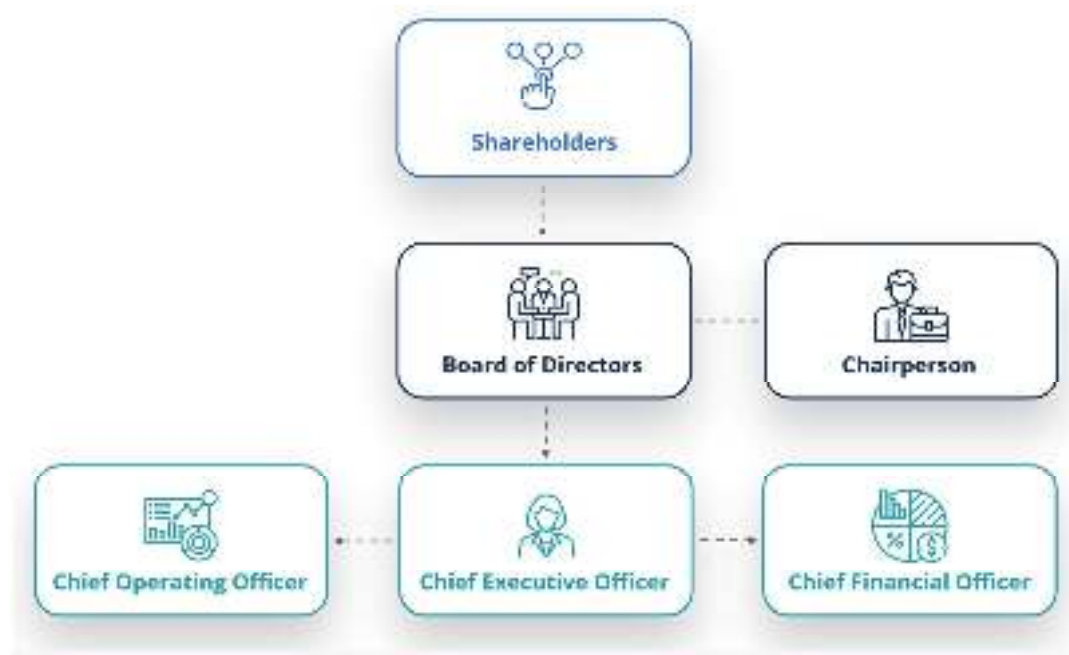 Shareholders
Board of Directors
Chairperson
Chief Operating Officer
Chief Executive Officer
%
$
Chief Financial Officer